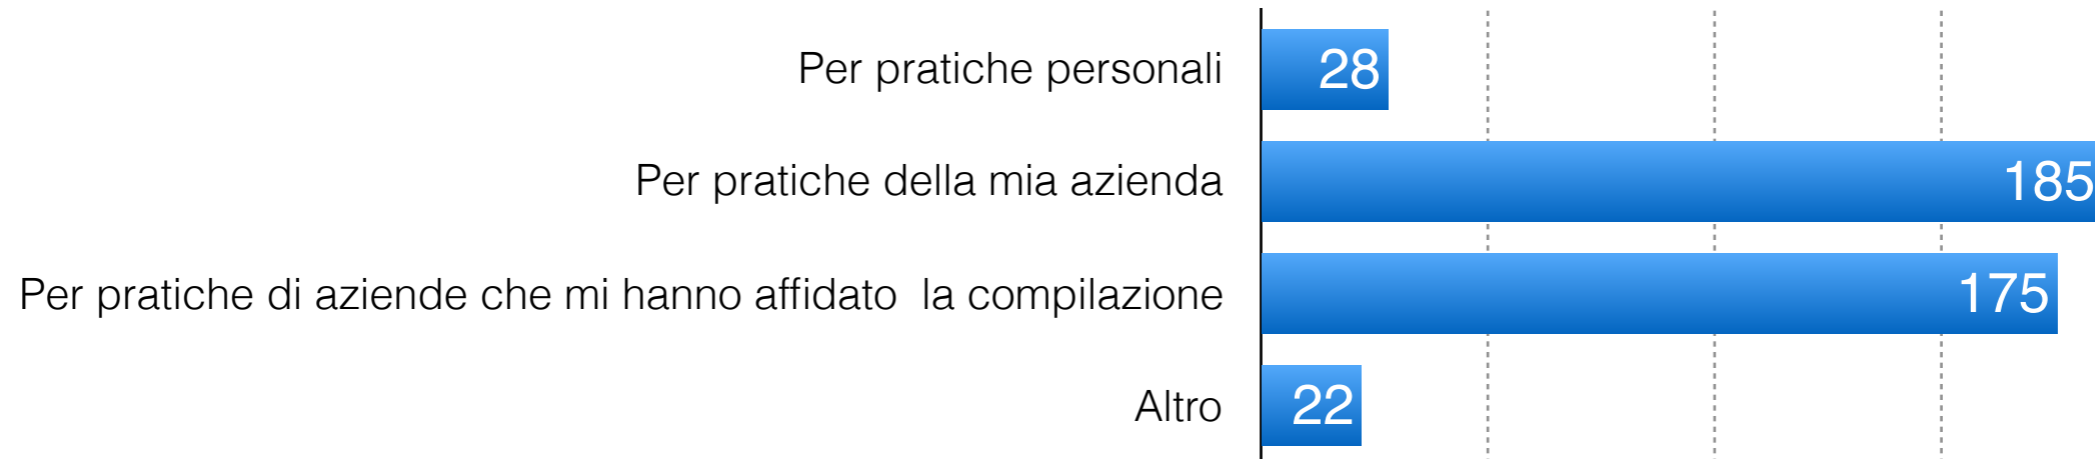 Per pratiche personali 28
Per pratiche della mia azienda 185
Per pratiche di aziende che mi hanno affidato  la compilazione 175
Altro 22